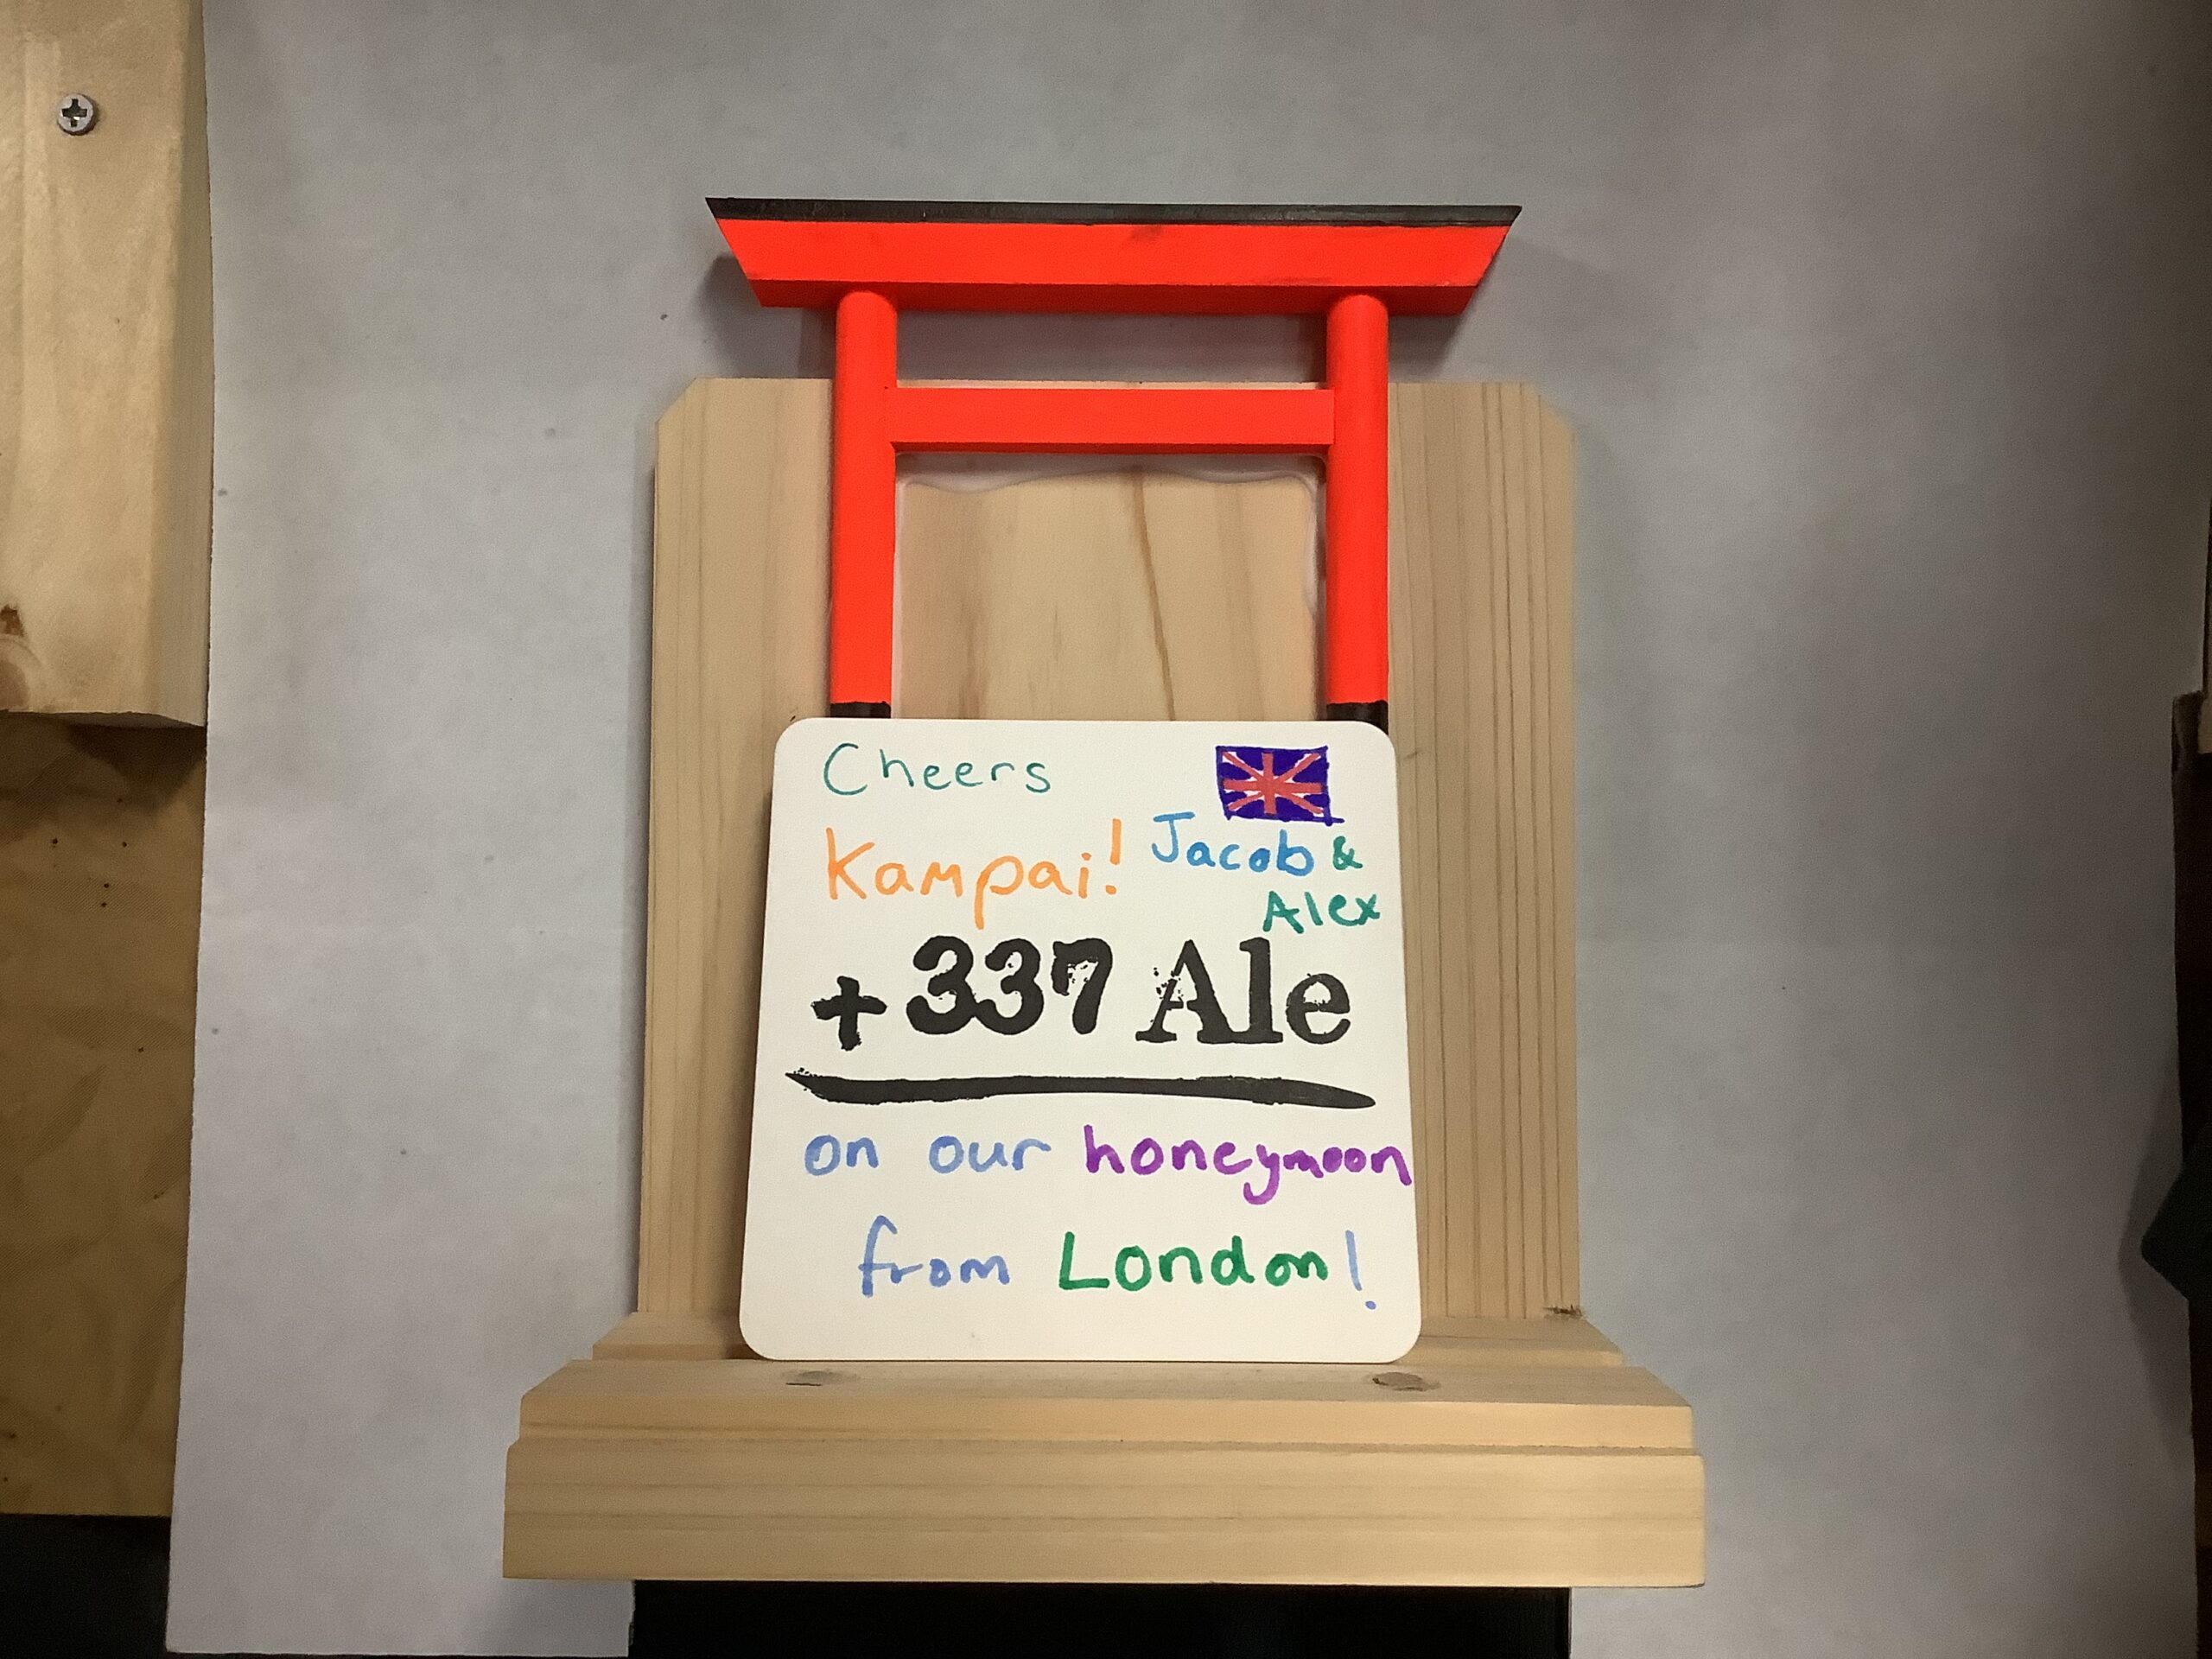 Cheers
Kampai!
Jacob &
Alex
+337 Ale
on our honeymoon
from London!